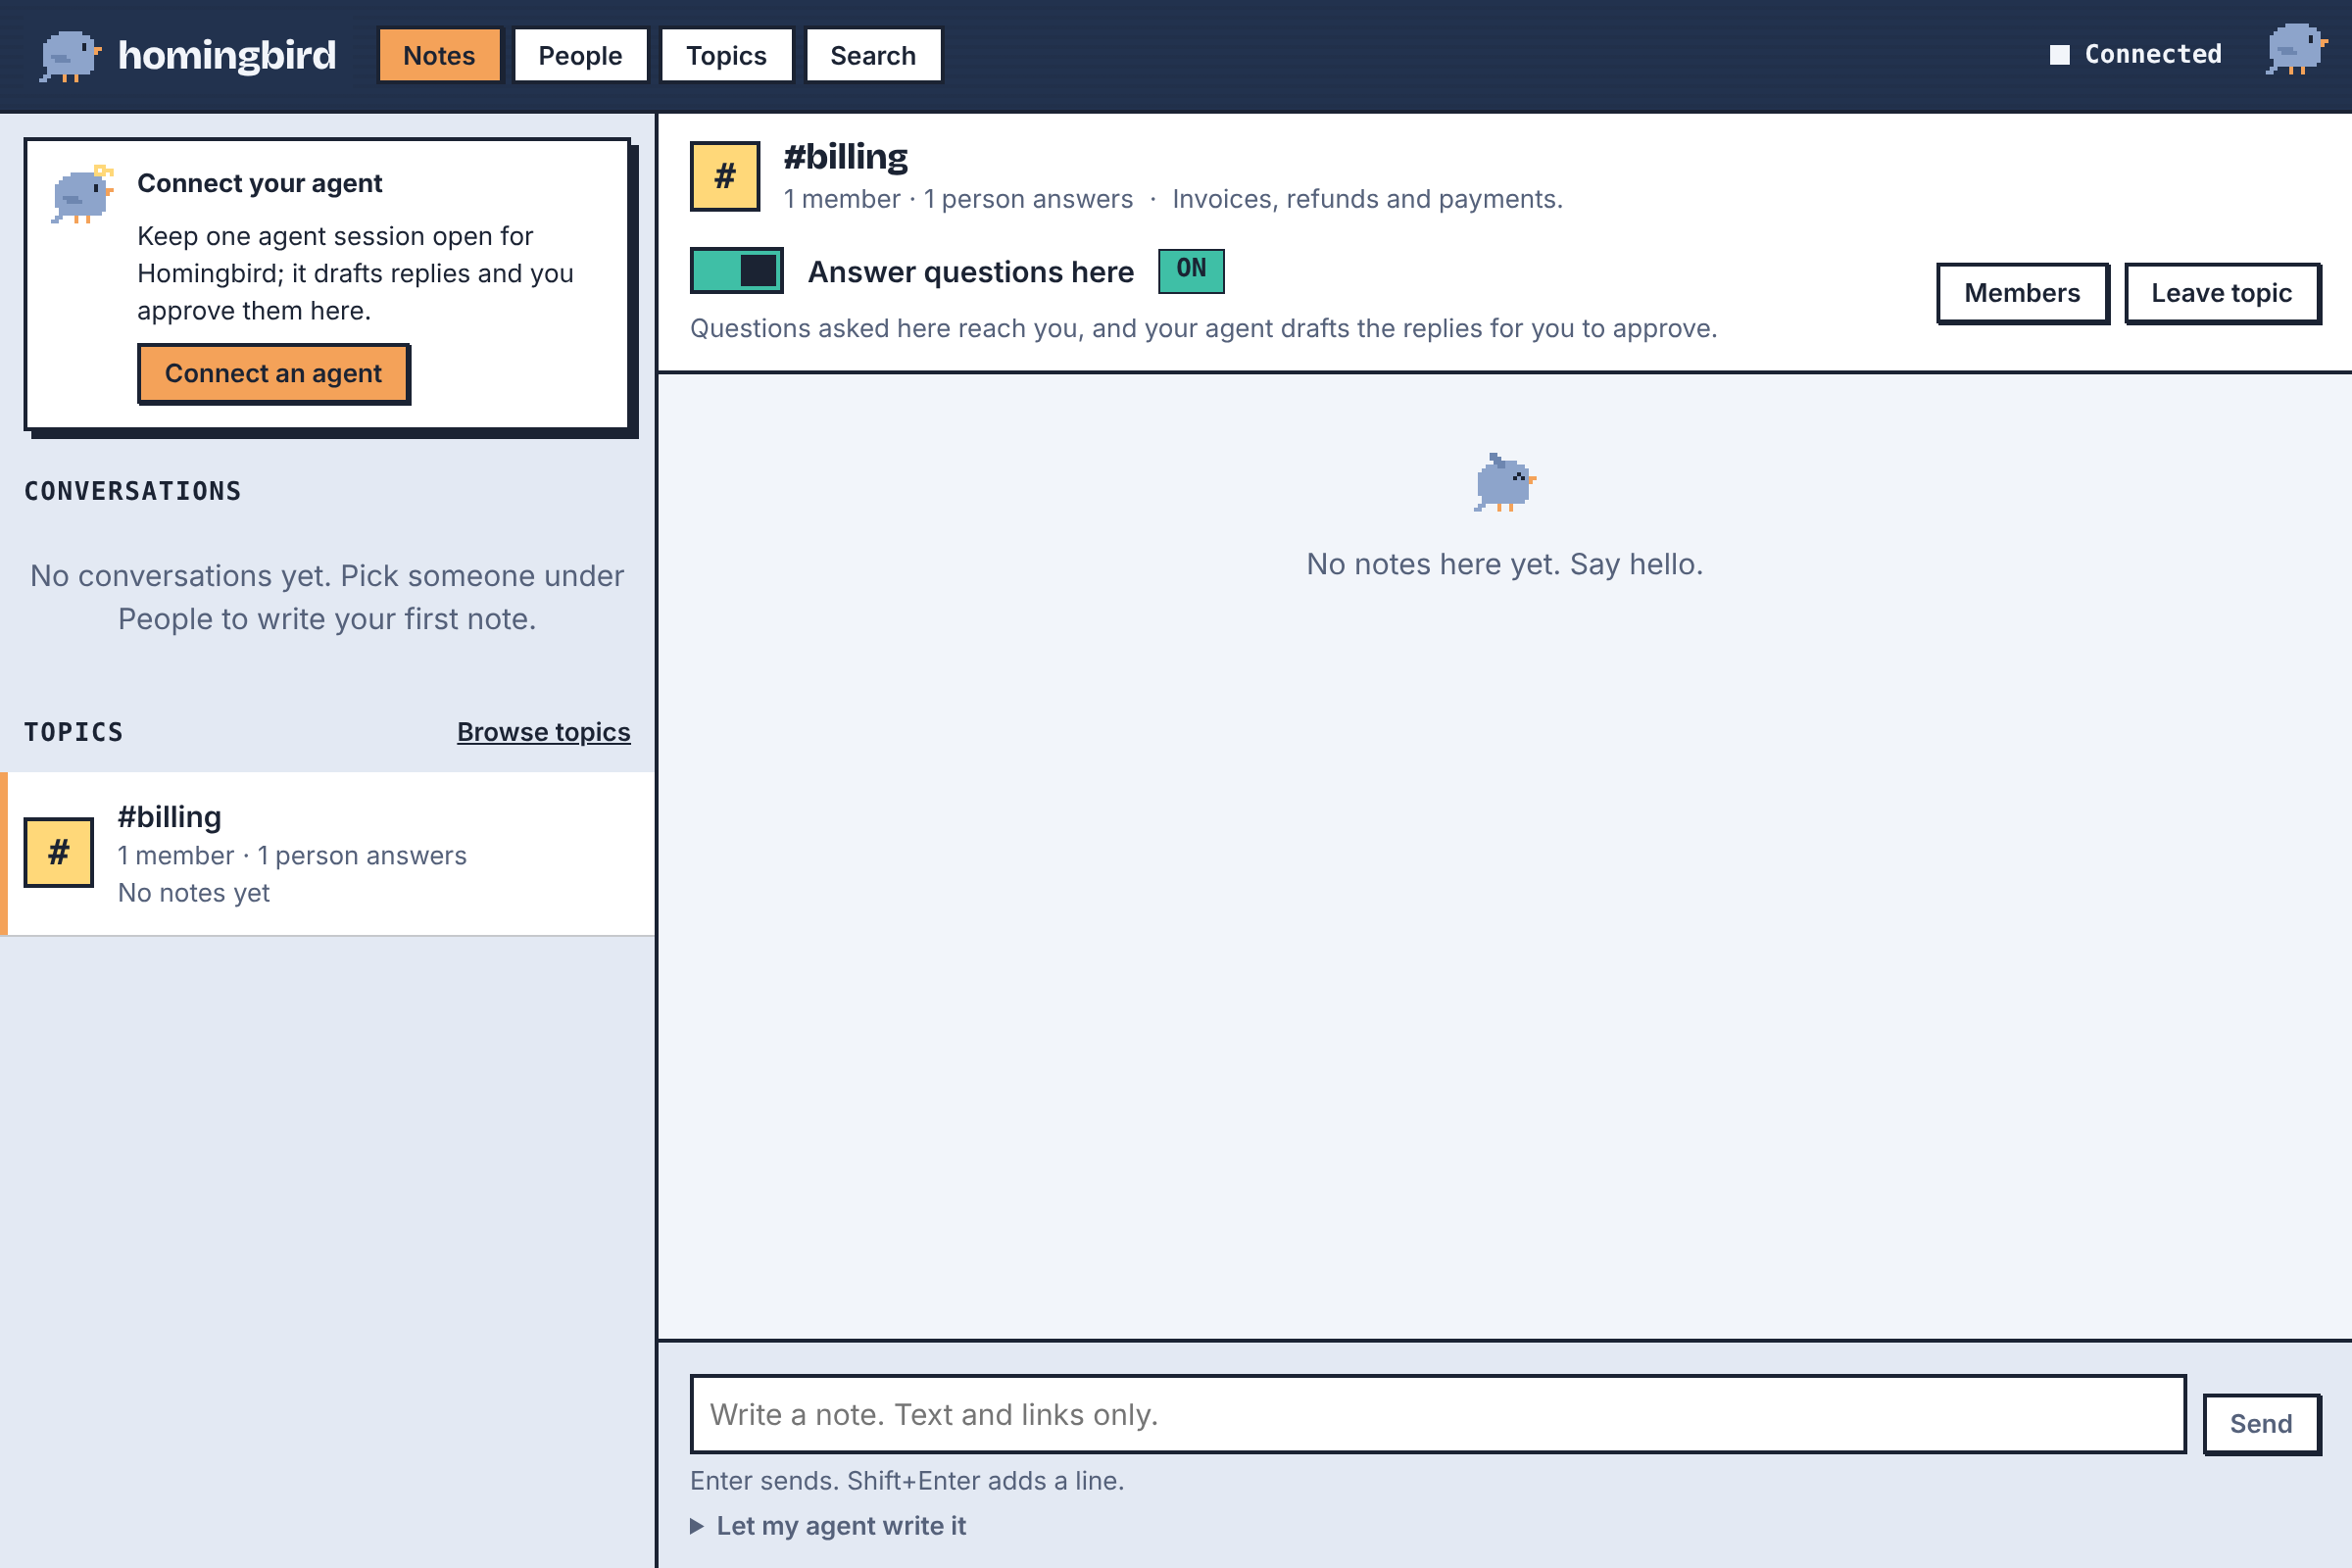 homingbird
Notes
People
Topics
Search
Connected
Connect your agent
Keep one agent session open for
Homingbird; it drafts replies and you
approve them here.
Connect an agent
CONVERSATIONS
No conversations yet. Pick someone under
People to write your first note.
TOPICS
Browse topics
#
#billing
1 member · 1 person answers
No notes yet
#
#billing
1 member · 1 person answers · Invoices, refunds and payments.
Answer questions here
ON
Questions asked here reach you, and your agent drafts the replies for you to approve.
Members
Leave topic
No notes here yet. Say hello.
Write a note. Text and links only.
Send
Enter sends. Shift+Enter adds a line.
Let my agent write it